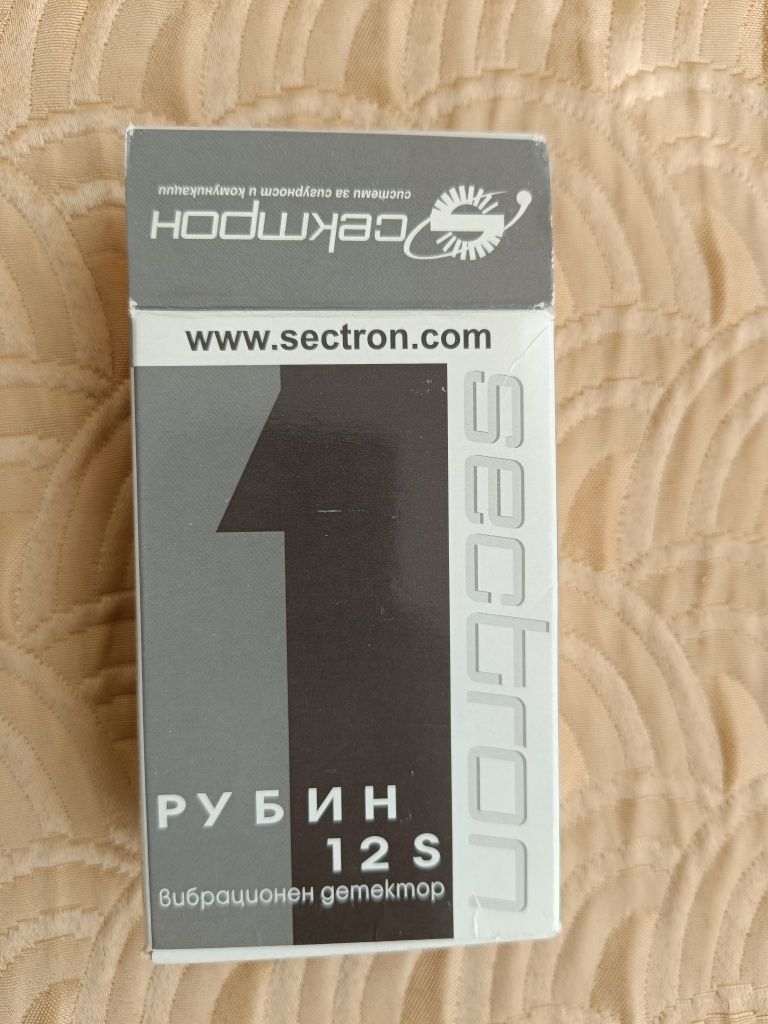 сектрон
системи за сигурност и комуникации
www.sectron.com
sectron
1
РУБИН
12 S
вибрационен детектор